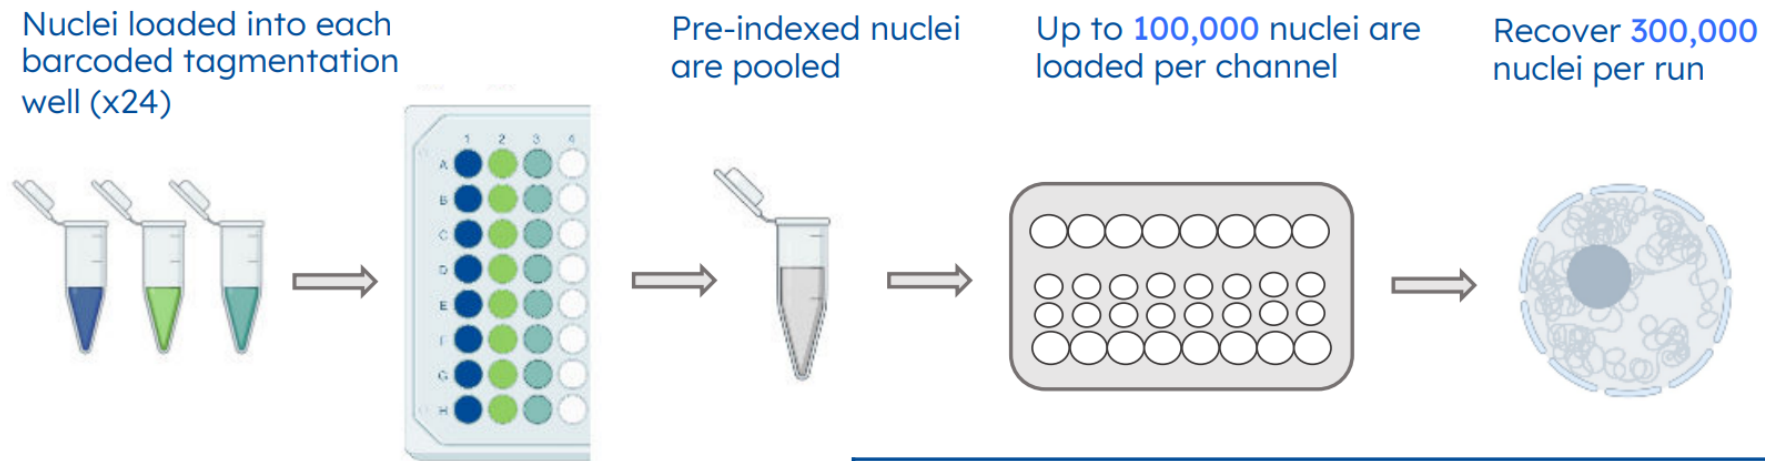 Nuclei loaded into each
barcoded tagmentation
well (x24)
Pre-indexed nuclei
are pooled
Up to 100,000 nuclei are
loaded per channel
Recover 300,000
nuclei per run
1 2 3 4
A
B
C
D
E
F
G
H